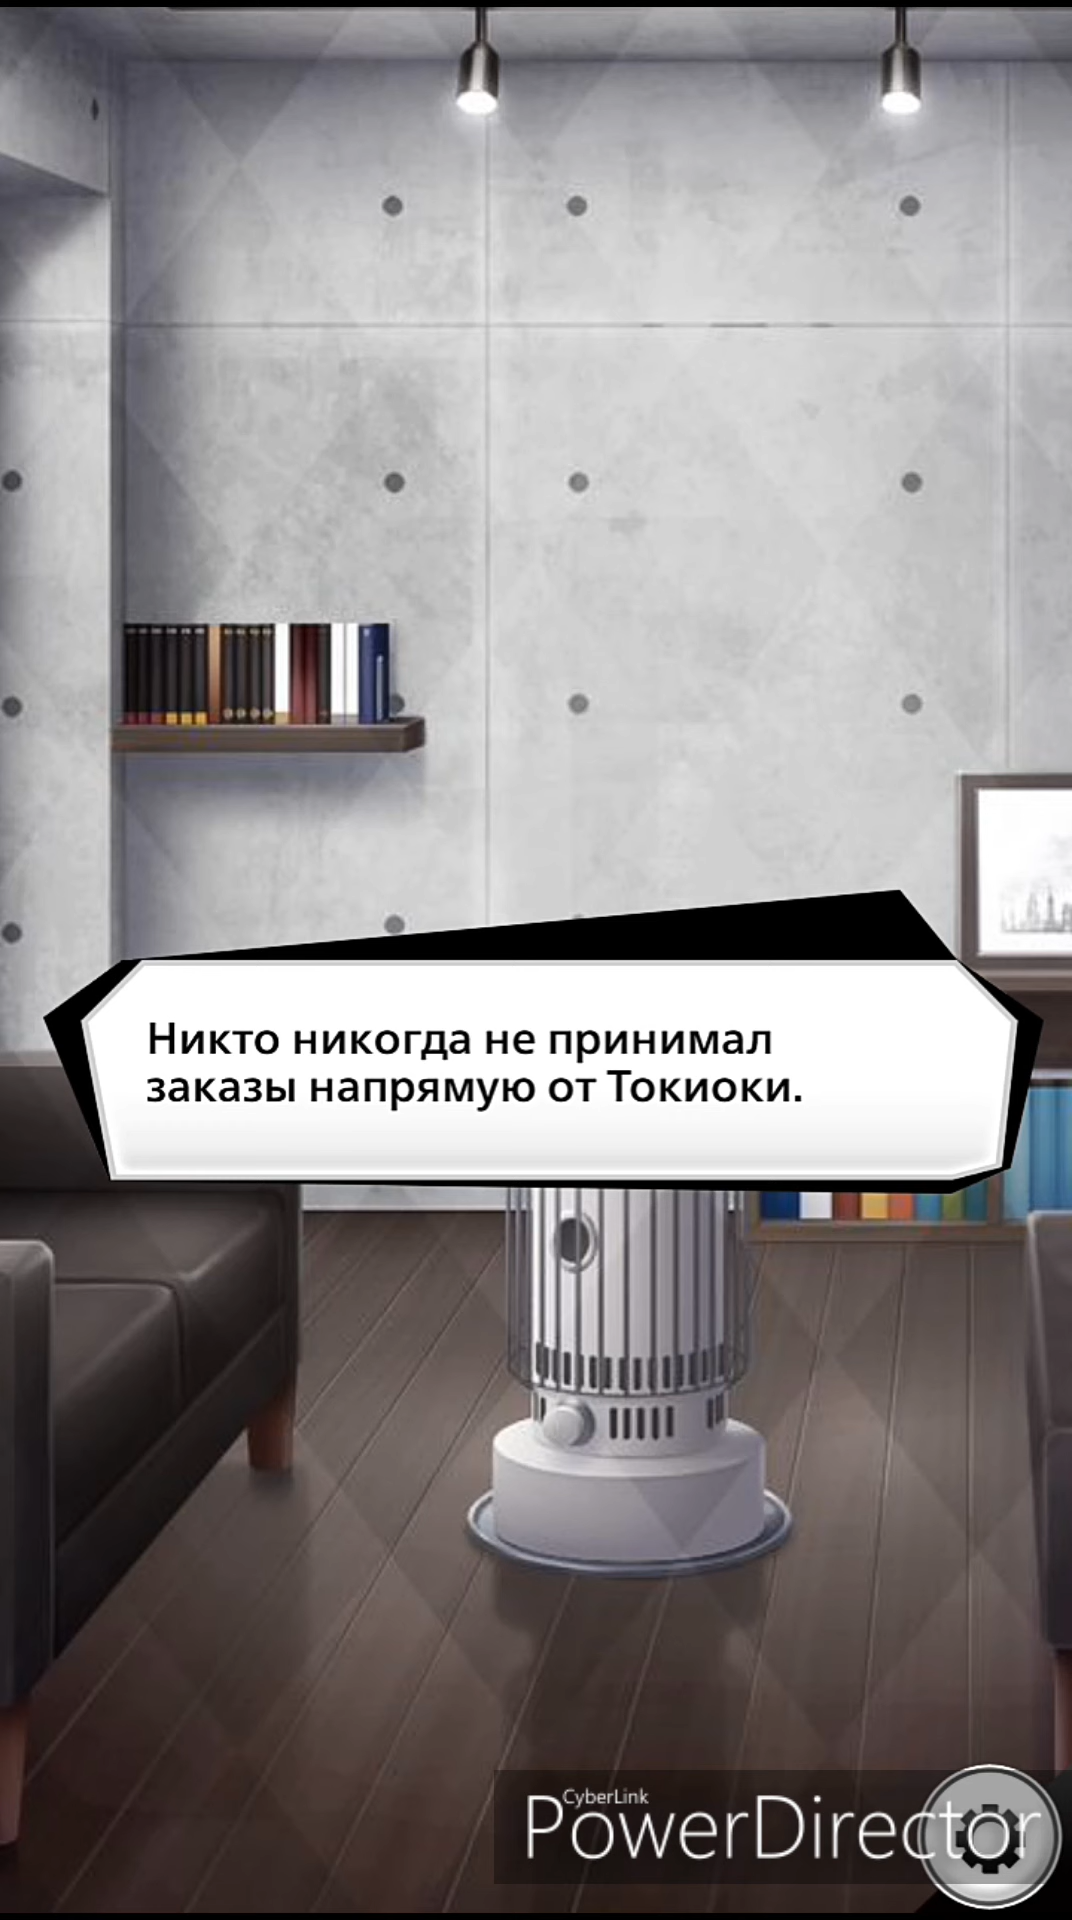 Никто никогда не принимал
заказы напрямую от Токиоки.
CyberLink
PowerDirector